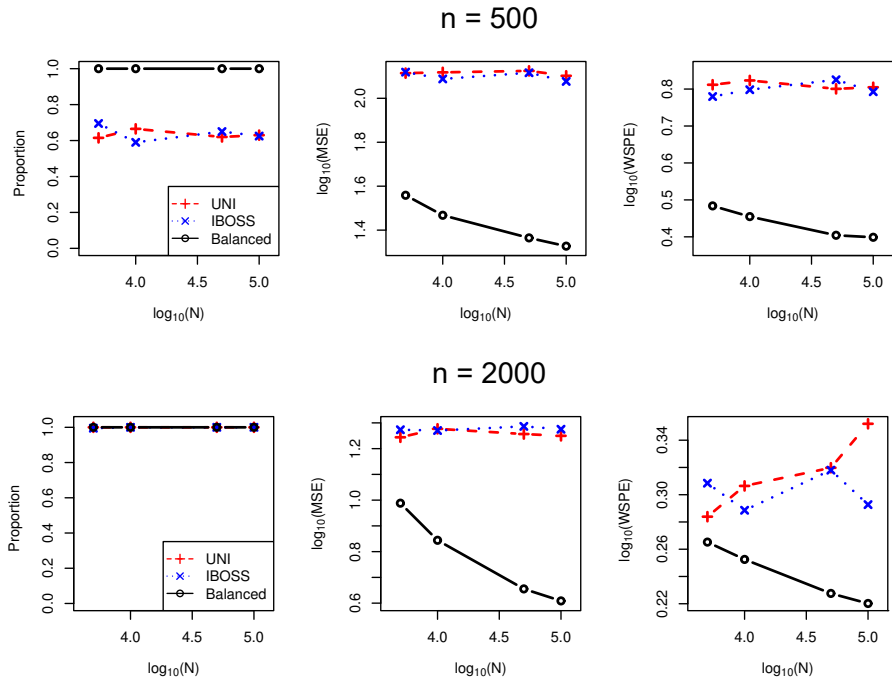 n = 500
Proportion
0.0 0.2 0.4 0.6 0.8 1.0
4.0 4.5 5.0
log10(N)
UNI
IBOSS
Balanced
log10(MSE)
1.4 1.6 1.8 2.0
4.0 4.5 5.0
log10(N)
log10(WSPE)
0.4 0.5 0.6 0.7 0.8
4.0 4.5 5.0
log10(N)
n = 2000
Proportion
0.0 0.2 0.4 0.6 0.8 1.0
4.0 4.5 5.0
log10(N)
UNI
IBOSS
Balanced
log10(MSE)
0.6 0.8 1.0 1.2
4.0 4.5 5.0
log10(N)
log10(WSPE)
0.22 0.26 0.30 0.34
4.0 4.5 5.0
log10(N)